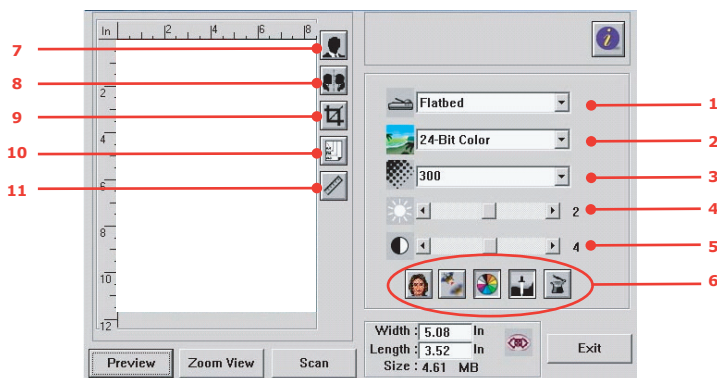 In 2 4 6 8
2
4
6
8
10
12
7
8
9
10
11
i
Flatbed
24-Bit Color
300
2
4
1
2
3
4
5
6
Width : 5.08 In
Length : 3.52 In
Size : 4.61 MB
Preview Zoom View Scan
Exit